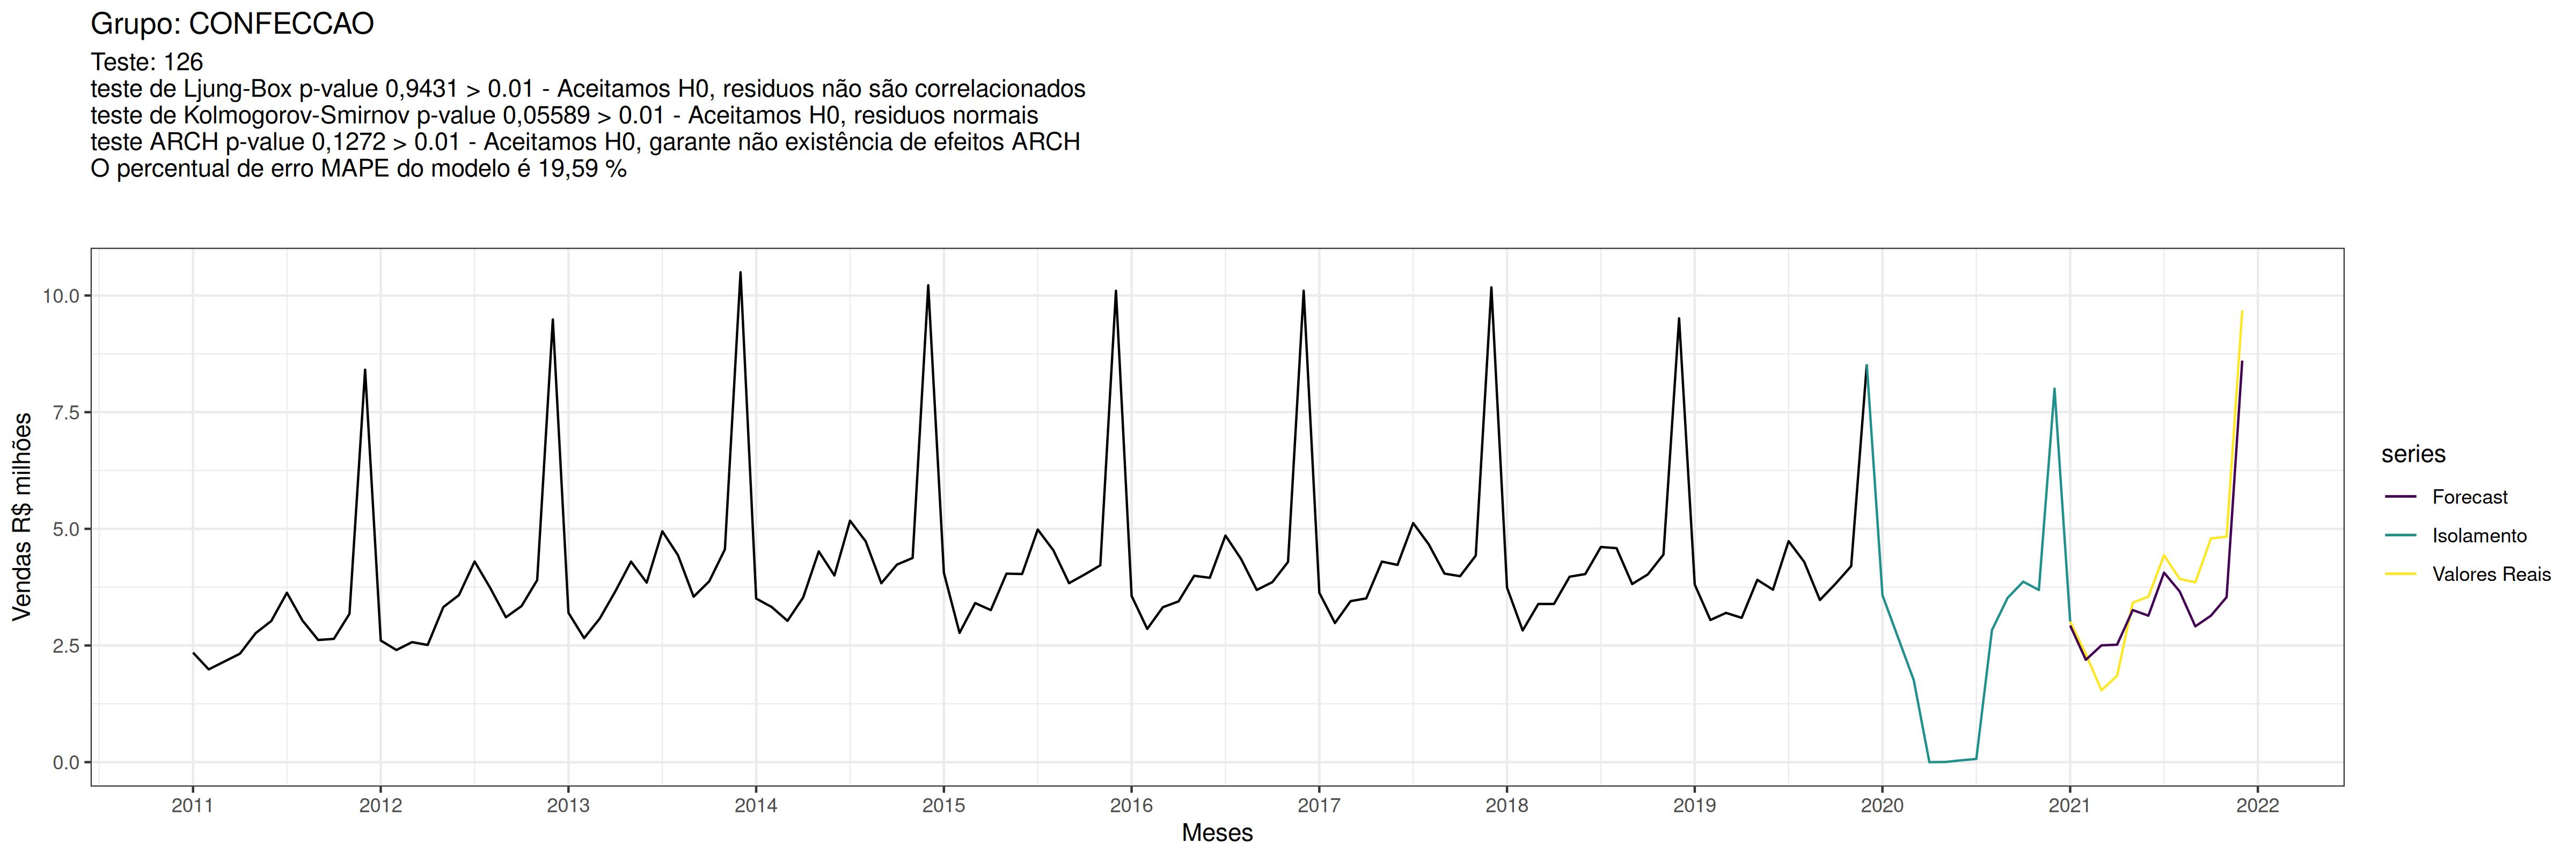 Grupo: CONFECCAO
Teste: 126
teste de Ljung-Box p-value 0,9431 > 0.01 - Aceitamos H0, residuos não são correlacionados
teste de Kolmogorov-Smirnov p-value 0,05589 > 0.01 - Aceitamos H0, residuos normais
teste ARCH p-value 0,1272 > 0.01 - Aceitamos H0, garante não existência de efeitos ARCH
O percentual de erro MAPE do modelo é 19,59 %
Vendas R$ milhões
10.0
7.5
5.0
2.5
0.0
2011 2012 2013 2014 2015 2016 2017 2018 2019 2020 2021 2022
Meses
series
Forecast
Isolamento
Valores Reais